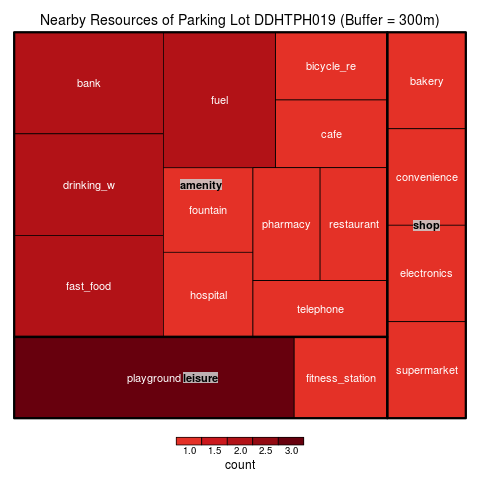 Nearby Resources of Parking Lot DDHTPH019 (Buffer = 300m)
bank
fuel
bicycle_re
bakery
cafe
drinking_w
amenity
fountain
pharmacy
restaurant
convenience
shop
fast_food
hospital
telephone
electronics
playground
leisure
fitness_station
supermarket
1.0 1.5 2.0 2.5 3.0
count